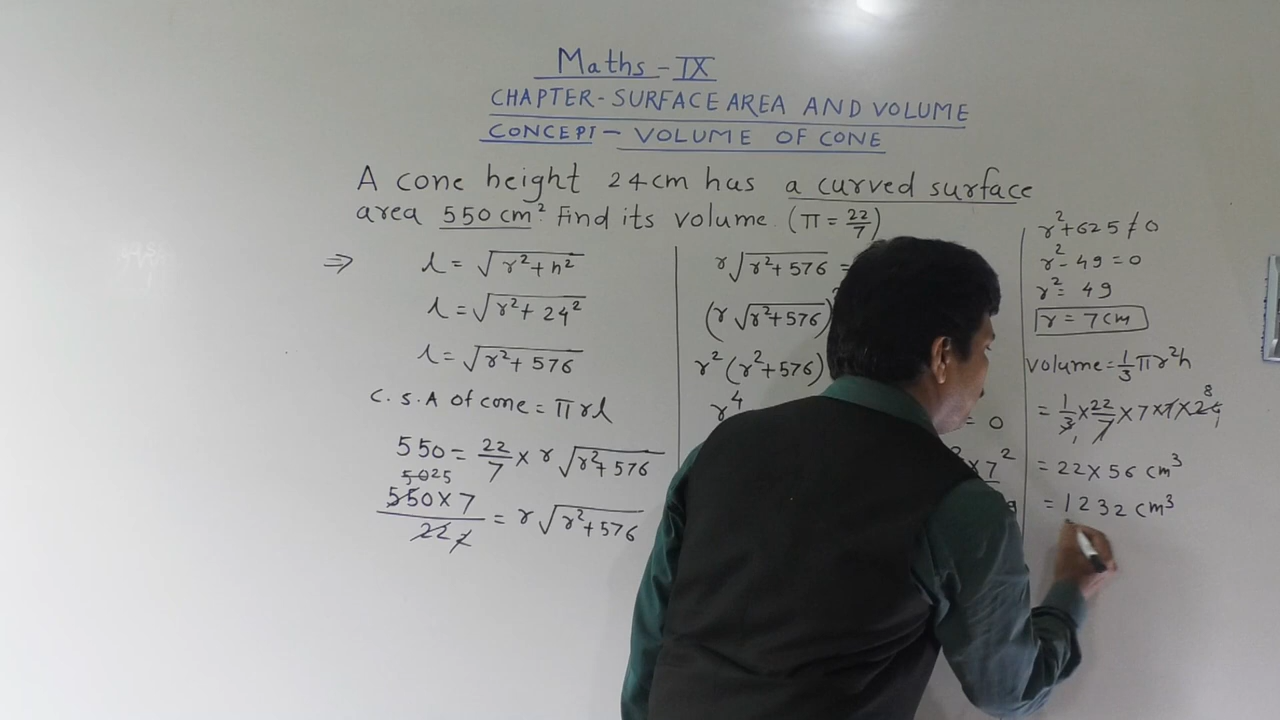 Maths - IX
CHAPTER - SURFACE AREA AND VOLUME
CONCEPT - VOLUME OF CONE
A cone height 24cm has a curved surface
area 550 cm². Find its volume. (π = 22/7)
⇒ l = √r²+h²
l = √r²+24²
l = √r²+576
C.S.A of cone = πrl
550 = 22/7 × r √r²+576
50 25
550×7/22 = r √r²+576
r√r²+576 =
(r √r²+576)
r²(r²+576)
r⁴
= 0
×7²
r²+625 ≠ 0
r²-49=0
r²= 49
r = 7cm
Volume = 1/3 πr²h
= 1/3 × 22/7 × 7 × 7 × 24 8
= 22×56 cm³
= 1232 cm³